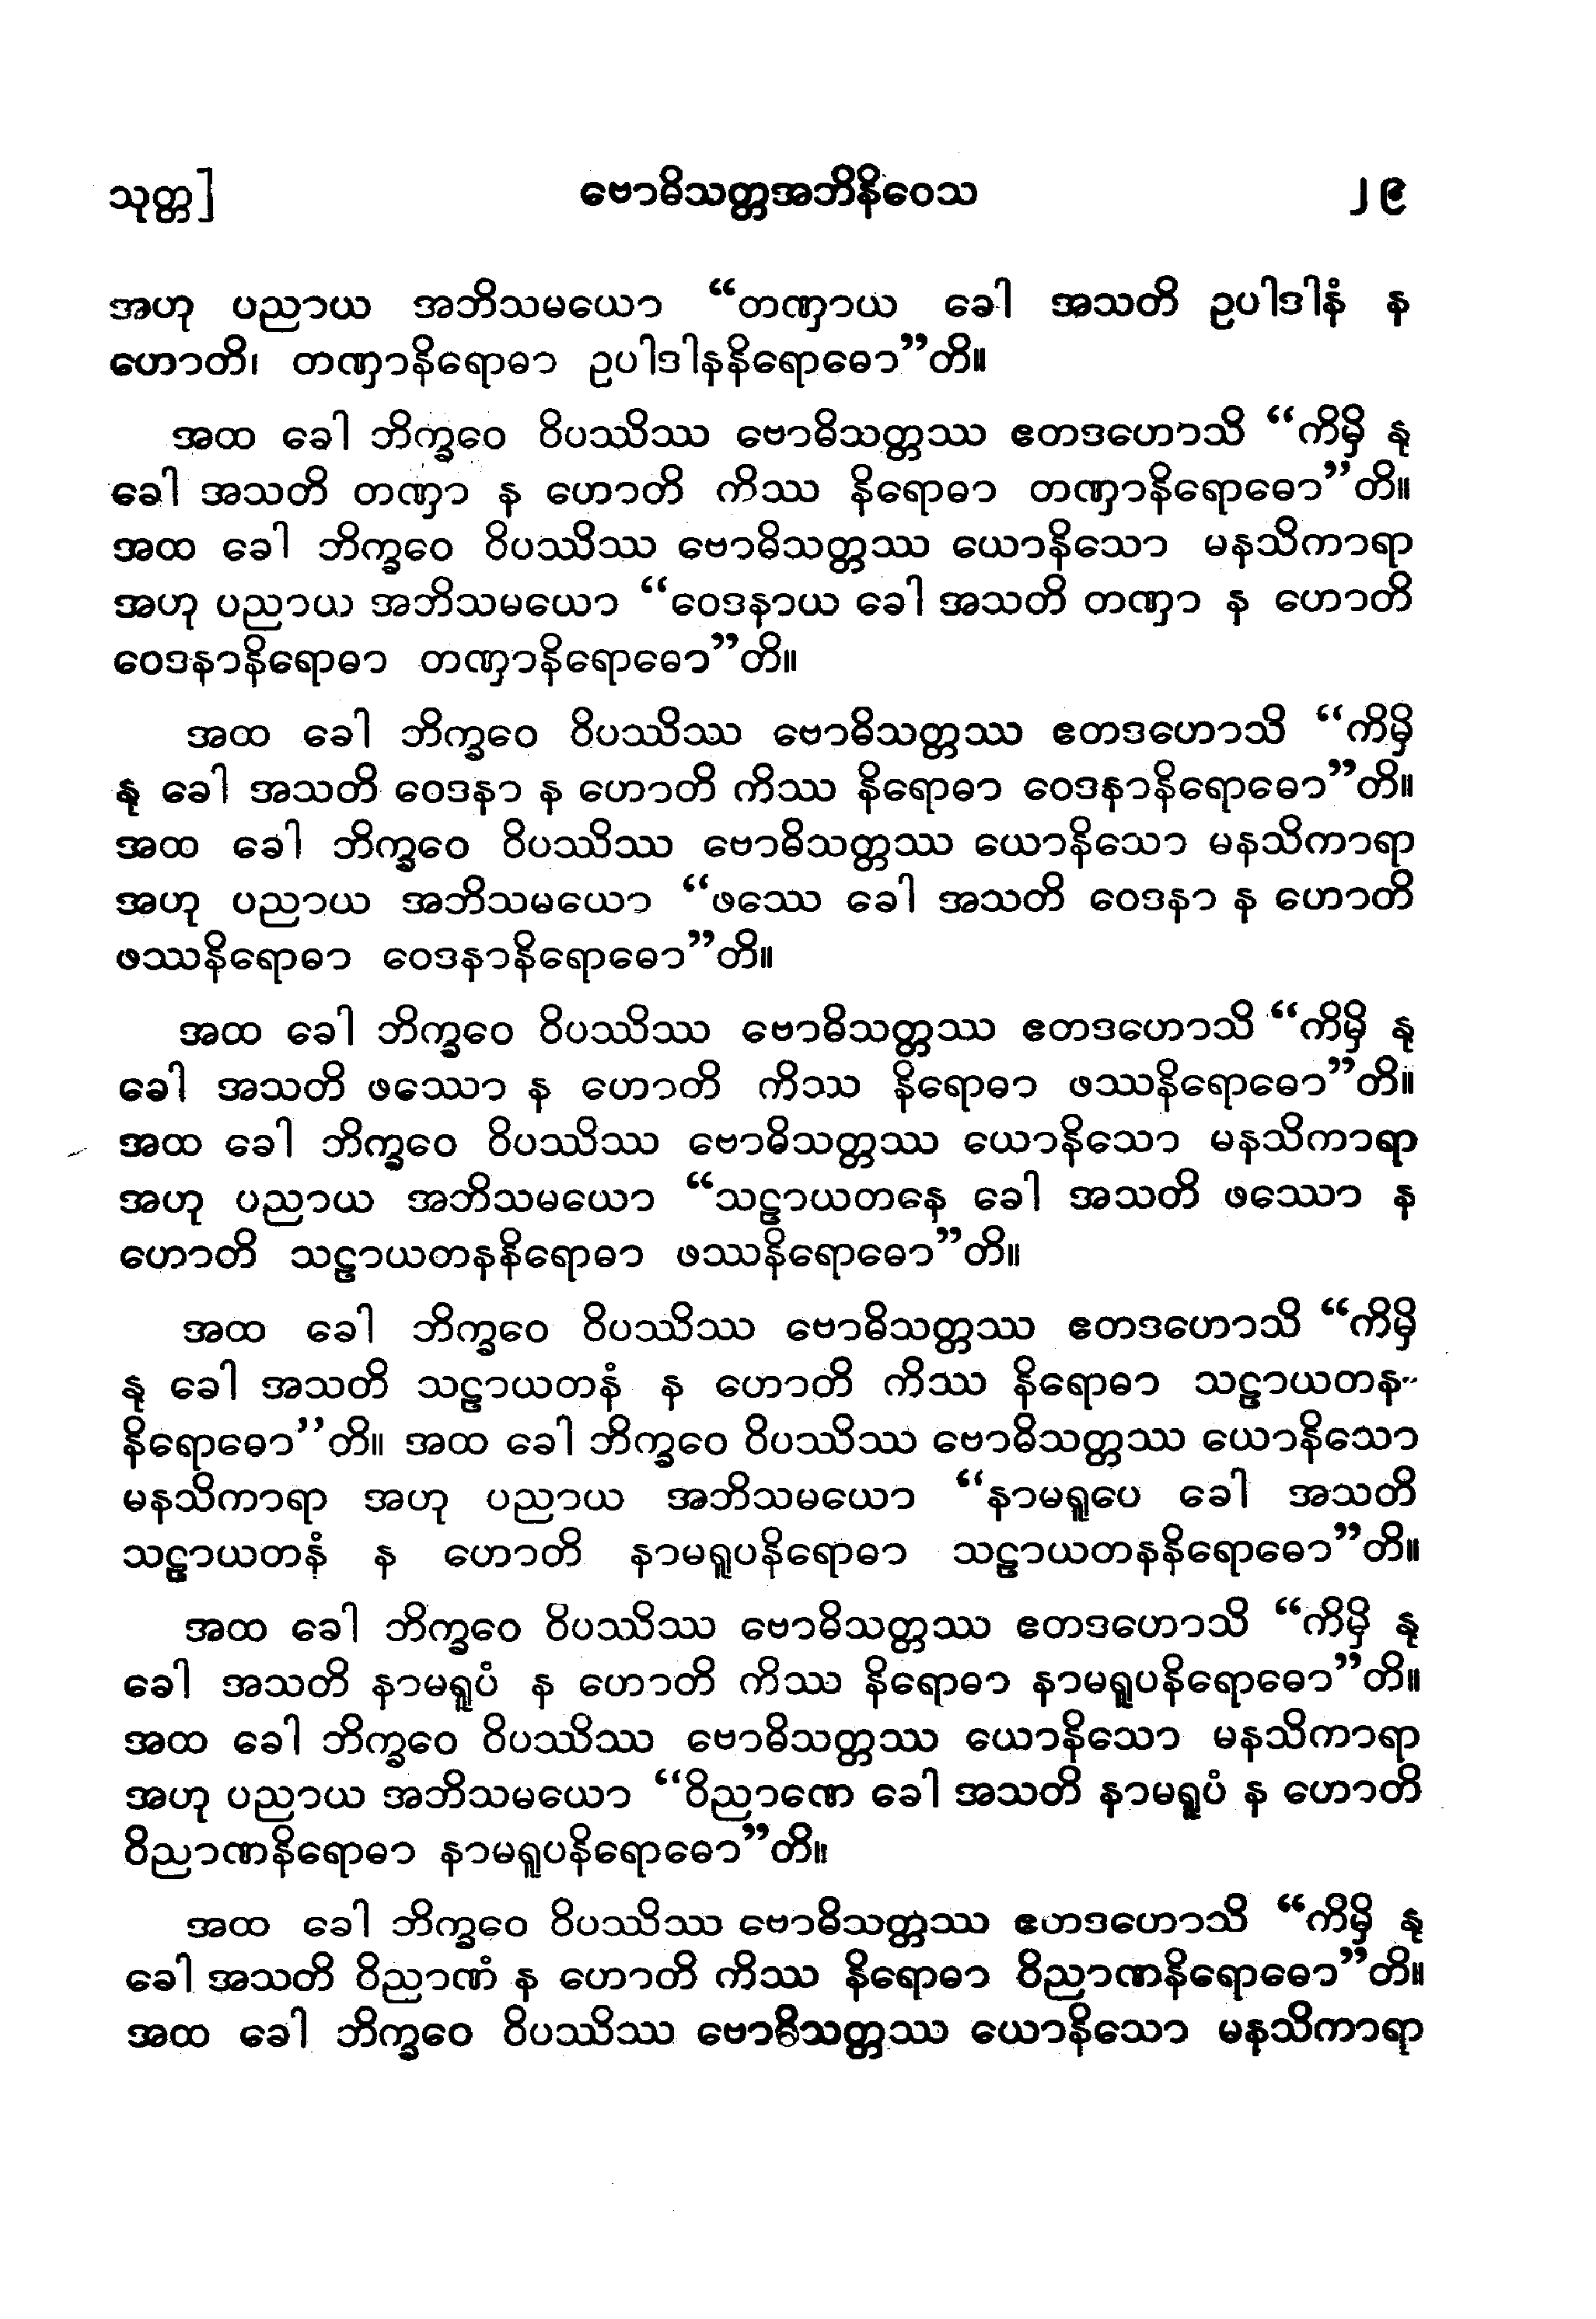 သုတ္တ]
ဗောဓိသတ္တအဘိနိဝေသ
၂၉
အဟု ပညာယ အဘိသမယော “တဏှာယ ခေါ အသတိ ဥပါဒါနံ န
ဟောတိ၊ တဏှာနိရောဓာ ဥပါဒါနနိရောဓော”တိ။
အထ ခေါ ဘိက္ခဝေ ဝိပဿိဿ ဗောဓိသတ္တဿ ဧတဒဟောသိ “ကိမှိ နု
ခေါ အသတိ တဏှာ န ဟောတိ ကိဿ နိရောဓာ တဏှာနိရောဓော”တိ။
အထ ခေါ ဘိက္ခဝေ ဝိပဿိဿ ဗောဓိသတ္တဿ ယောနိသော မနသိကာရာ
အဟု ပညာယ အဘိသမယော “ဝေဒနာယ ခေါ အသတိ တဏှာ န ဟောတိ
ဝေဒနာနိရောဓာ တဏှာနိရောဓော”တိ။
အထ ခေါ ဘိက္ခဝေ ဝိပဿိဿ ဗောဓိသတ္တဿ ဧတဒဟောသိ “ကိမှိ
နု ခေါ အသတိ ဝေဒနာ န ဟောတိ ကိဿ နိရောဓာ ဝေဒနာနိရောဓော”တိ။
အထ ခေါ ဘိက္ခဝေ ဝိပဿိဿ ဗောဓိသတ္တဿ ယောနိသော မနသိကာရာ
အဟု ပညာယ အဘိသမယော “ဖဿေ ခေါ အသတိ ဝေဒနာ န ဟောတိ
ဖဿနိရောဓာ ဝေဒနာနိရောဓော”တိ။
အထ ခေါ ဘိက္ခဝေ ဝိပဿိဿ ဗောဓိသတ္တဿ ဧတဒဟောသိ “ကိမှိ နု
ခေါ အသတိ ဖဿော န ဟောတိ ကိဿ နိရောဓာ ဖဿနိရောဓော”တိ။
အထ ခေါ ဘိက္ခဝေ ဝိပဿိဿ ဗောဓိသတ္တဿ ယောနိသော မနသိကာရာ
အဟု ပညာယ အဘိသမယော “သဠာယတနေ ခေါ အသတိ ဖဿော န
ဟောတိ သဠာယတနနိရောဓာ ဖဿနိရောဓော”တိ။
အထ ခေါ ဘိက္ခဝေ ဝိပဿိဿ ဗောဓိသတ္တဿ ဧတဒဟောသိ “ကိမှိ
နု ခေါ အသတိ သဠာယတနံ န ဟောတိ ကိဿ နိရောဓာ သဠာယတန-
နိရောဓော”တိ။ အထ ခေါ ဘိက္ခဝေ ဝိပဿိဿ ဗောဓိသတ္တဿ ယောနိသော
မနသိကာရာ အဟု ပညာယ အဘိသမယော “နာမရူပေ ခေါ အသတိ
သဠာယတနံ န ဟောတိ နာမရူပနိရောဓာ သဠာယတနနိရောဓော”တိ။
အထ ခေါ ဘိက္ခဝေ ဝိပဿိဿ ဗောဓိသတ္တဿ ဧတဒဟောသိ “ကိမှိ နု
ခေါ အသတိ နာမရူပံ န ဟောတိ ကိဿ နိရောဓာ နာမရူပနိရောဓော”တိ။
အထ ခေါ ဘိက္ခဝေ ဝိပဿိဿ ဗောဓိသတ္တဿ ယောနိသော မနသိကာရာ
အဟု ပညာယ အဘိသမယော “ဝိညာဏေ ခေါ အသတိ နာမရူပံ န ဟောတိ
ဝိညာဏနိရောဓာ နာမရူပနိရောဓော”တိ။
အထ ခေါ ဘိက္ခဝေ ဝိပဿိဿ ဗောဓိသတ္တဿ ဧတဒဟောသိ “ကိမှိ နု
ခေါ အသတိ ဝိညာဏံ န ဟောတိ ကိဿ နိရောဓာ ဝိညာဏနိရောဓော”တိ။
အထ ခေါ ဘိက္ခဝေ ဝိပဿိဿ ဗောဓိသတ္တဿ ယောနိသော မနသိကာရာ